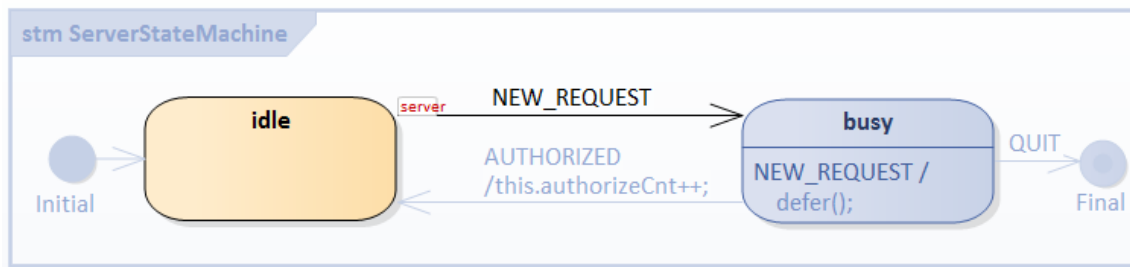 stm ServerStateMachine
idle
server
NEW_REQUEST
busy
AUTHORIZED
/this.authorizeCnt++;
NEW_REQUEST /
defer();
QUIT
Initial
Final